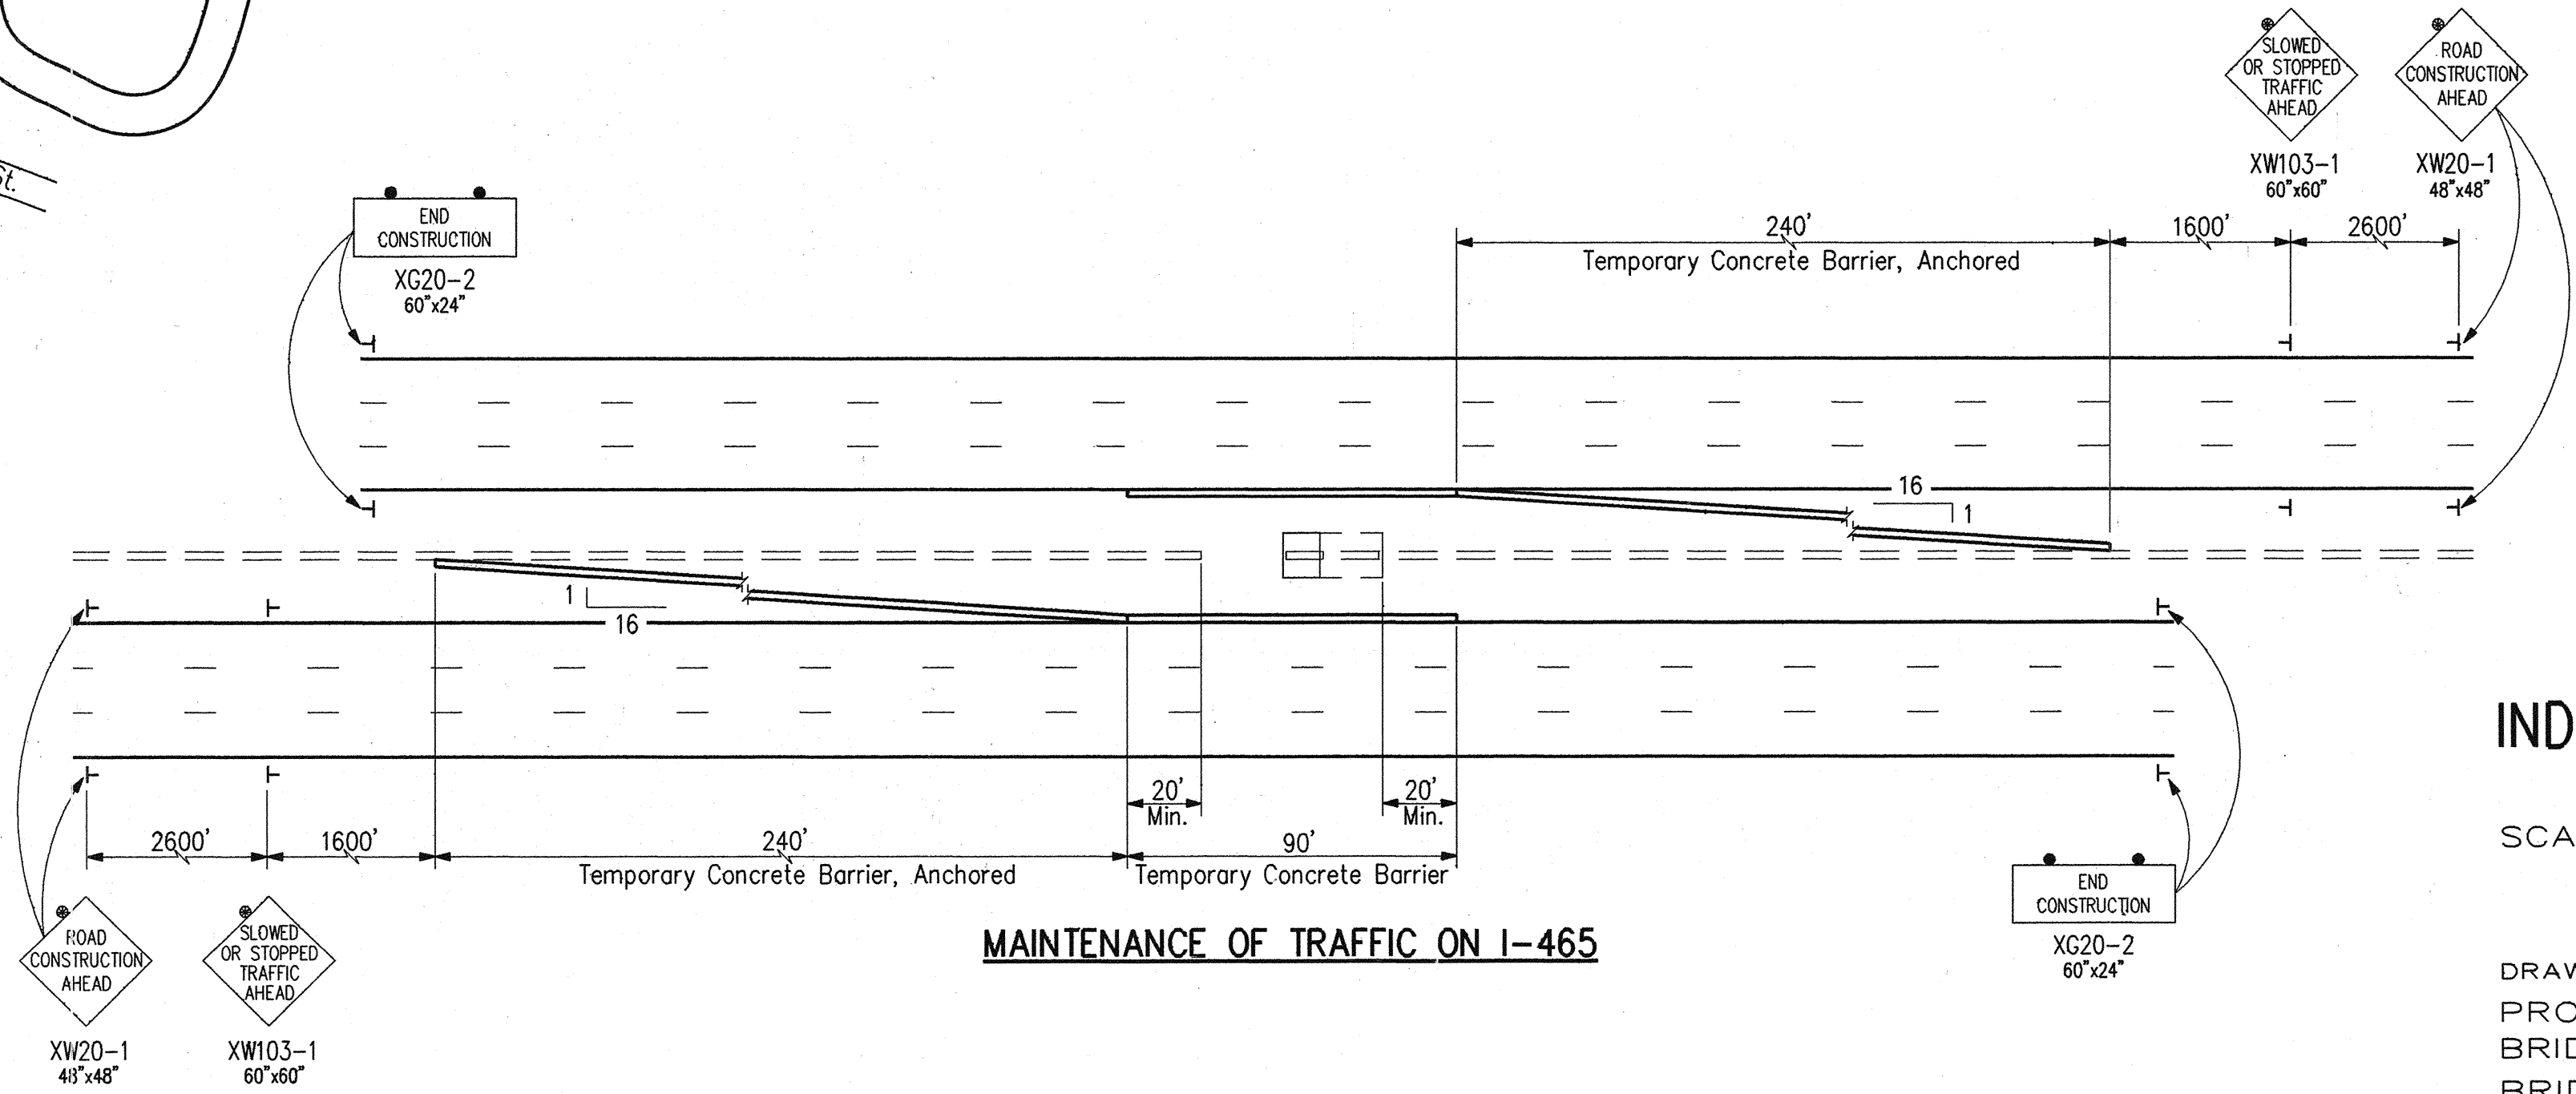 SLOWED
OR STOPPED
TRAFFIC
AHEAD
XW103-1
60"x60"
ROAD
CONSTRUCTION
AHEAD
XW20-1
48"x48"
St.
END
CONSTRUCTION
XG20-2
60"x24"
240'
Temporary Concrete Barrier, Anchored
1600'
2600'
16
1
1
16
IND
20'
Min.
20'
Min.
SCA
2600'
1600'
240'
Temporary Concrete Barrier, Anchored
90'
Temporary Concrete Barrier
END
CONSTRUCTION
XG20-2
60"x24"
ROAD
CONSTRUCTION
AHEAD
XW20-1
48"x48"
SLOWED
OR STOPPED
TRAFFIC
AHEAD
XW103-1
60"x60"
MAINTENANCE OF TRAFFIC ON I-465
DRAW
PRO
BRID
BRID